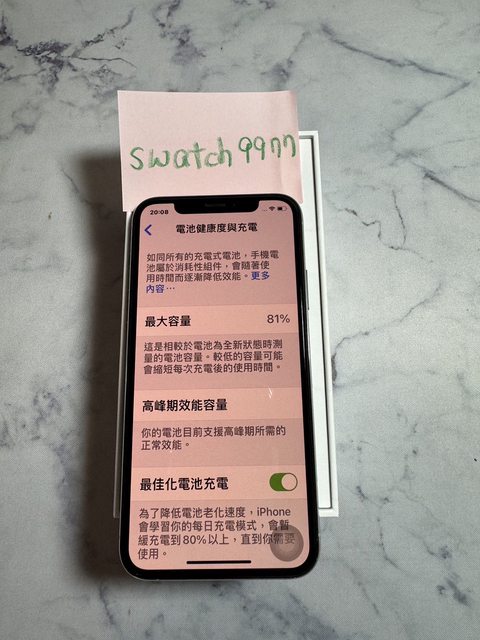 swatch9977
20:08
電池健康度與充電
如同所有的充電式電池，手機電
池屬於消耗性組件，會隨著使
用時間而逐漸降低效能。更多
內容⋯
最大容量 81%
這是相較於電池為全新狀態時測
量的電池容量。較低的容量可能
會縮短每次充電後的使用時間。
高峰期效能容量
你的電池目前支援高峰期所需的
正常效能。
最佳化電池充電
為了降低電池老化速度，iPhone
會學習你的每日充電模式，會暫
緩充電到80%以上，直到你需要
使用。